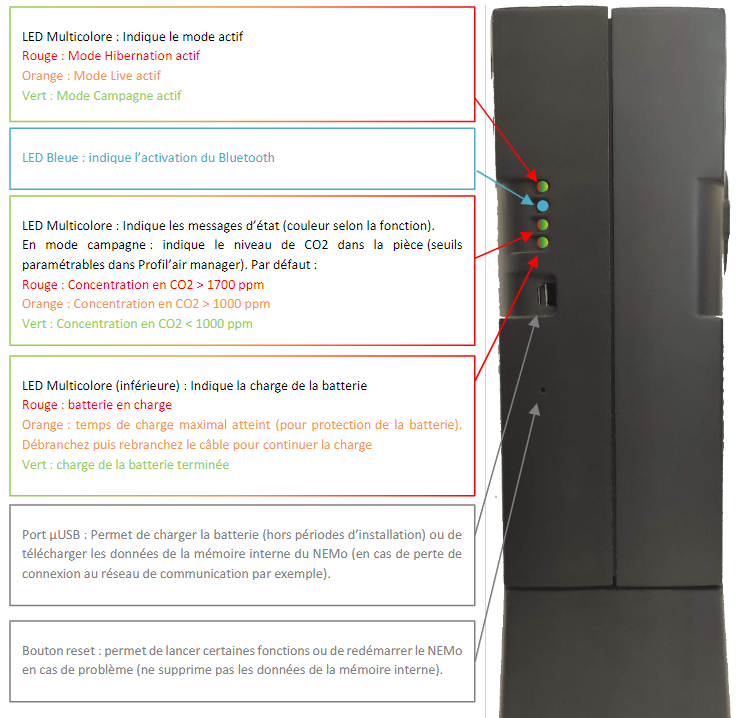 LED Multicolore : Indique le mode actif
Rouge : Mode Hibernation actif
Orange : Mode Live actif
Vert : Mode Campagne actif
LED Bleue : indique l'activation du Bluetooth
LED Multicolore : Indique les messages d'état (couleur selon la fonction).
En mode campagne : indique le niveau de CO2 dans la pièce (seuils
paramétrables dans Profil'air manager). Par défaut :
Rouge : Concentration en CO2 > 1700 ppm
Orange : Concentration en CO2 > 1000 ppm
Vert : Concentration en CO2 < 1000 ppm
LED Multicolore (inférieure) : Indique la charge de la batterie
Rouge : batterie en charge
Orange : temps de charge maximal atteint (pour protection de la batterie).
Débranchez puis rebranchez le câble pour continuer la charge
Vert : charge de la batterie terminée
Port µUSB : Permet de charger la batterie (hors périodes d'installation) ou de
télécharger les données de la mémoire interne du NEMo (en cas de perte de
connexion au réseau de communication par exemple).
Bouton reset : permet de lancer certaines fonctions ou de redémarrer le NEMo
en cas de problème (ne supprime pas les données de la mémoire interne).